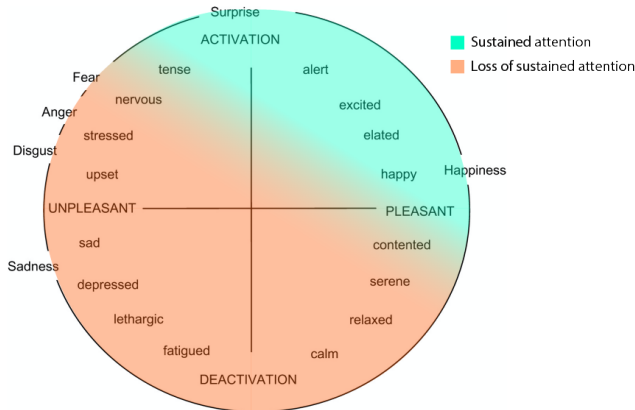 Surprise
ACTIVATION
Sustained attention
Loss of sustained attention
tense
alert
Fear
nervous
excited
Anger
stressed
elated
Disgust
upset
happy
Happiness
UNPLEASANT
PLEASANT
sad
contented
Sadness
depressed
serene
lethargic
relaxed
fatigued
calm
DEACTIVATION